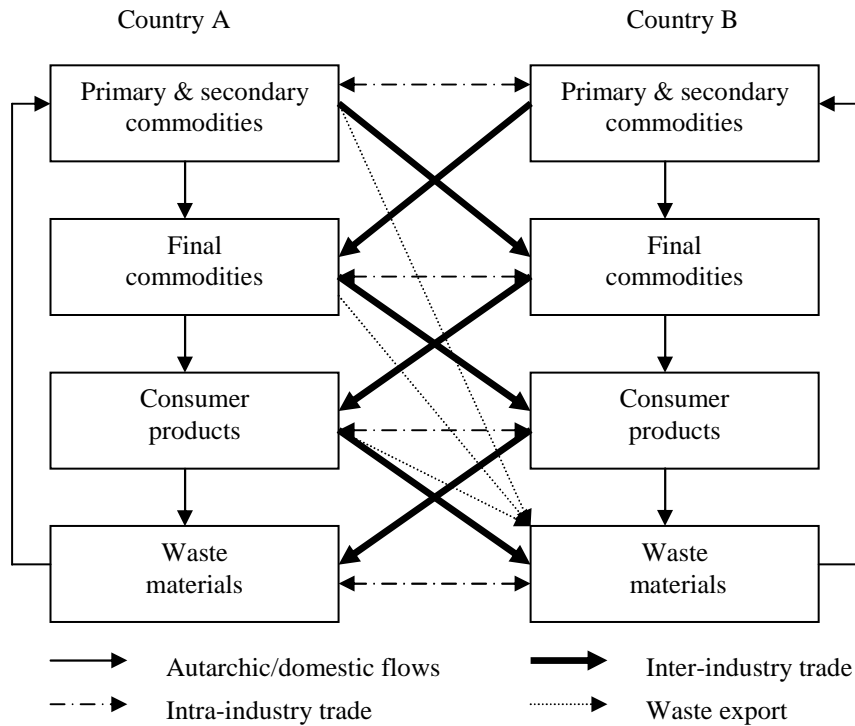 Country A
Country B
Primary & secondary
commodities
Primary & secondary
commodities
Final
commodities
Final
commodities
Consumer
products
Consumer
products
Waste
materials
Waste
materials
Autarchic/domestic flows
Inter-industry trade
Intra-industry trade
Waste export